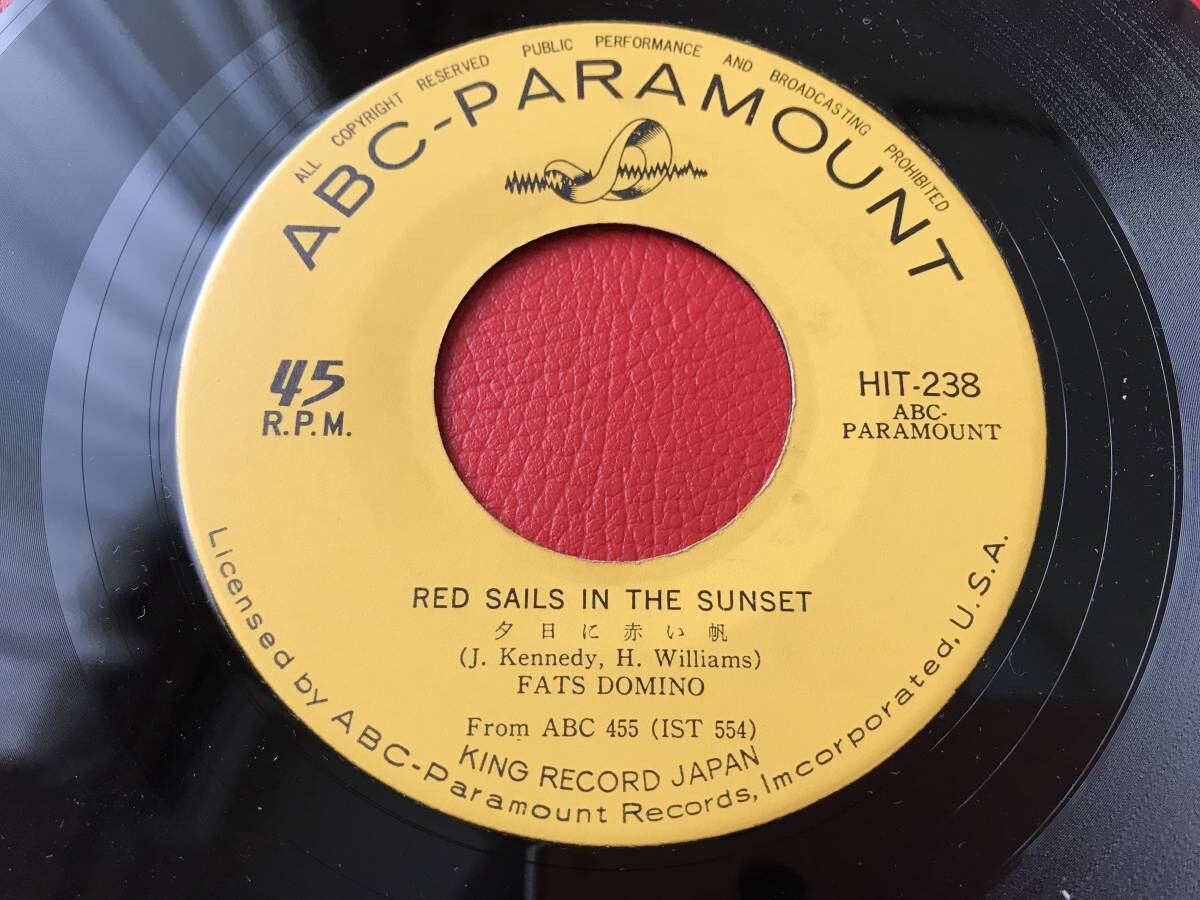 ALL COPYRIGHT RESERVED PUBLIC PERFORMANCE AND BROADCASTING PROHIBITED
ABC-PARAMOUNT
45
R.P.M.
HIT-238
ABC-
PARAMOUNT
RED SAILS IN THE SUNSET
夕日に赤い帆
(J. Kennedy, H. Williams)
FATS DOMINO
From ABC 455 (IST 554)
KING RECORD JAPAN
Licensed by ABC-Paramount Records, Imcorporated, U.S.A.